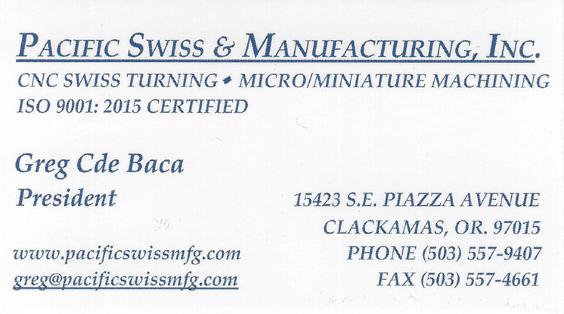 PACIFIC SWISS & MANUFACTURING, INC.
CNC SWISS TURNING ◆ MICRO/MINIATURE MACHINING
ISO 9001: 2015 CERTIFIED
Greg Cde Baca
President
15423 S.E. PIAZZA AVENUE
CLACKAMAS, OR. 97015
www.pacificswissmfg.com
PHONE (503) 557-9407
greg@pacificswissmfg.com
FAX (503) 557-4661